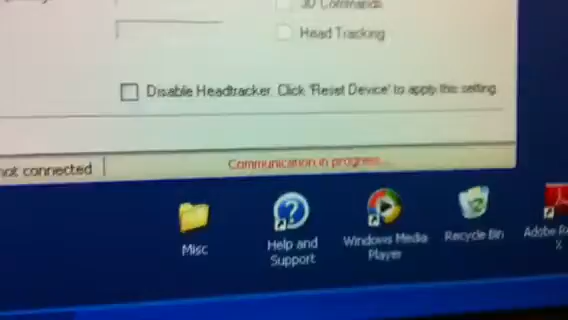 3D Commands
Head Tracking
Disable Headtracker. Click 'Reset Device' to apply this setting
not connected
Communication in progress...
Misc
Help and
Support
Windows Media
Player
Recycle Bin
Adobe
X